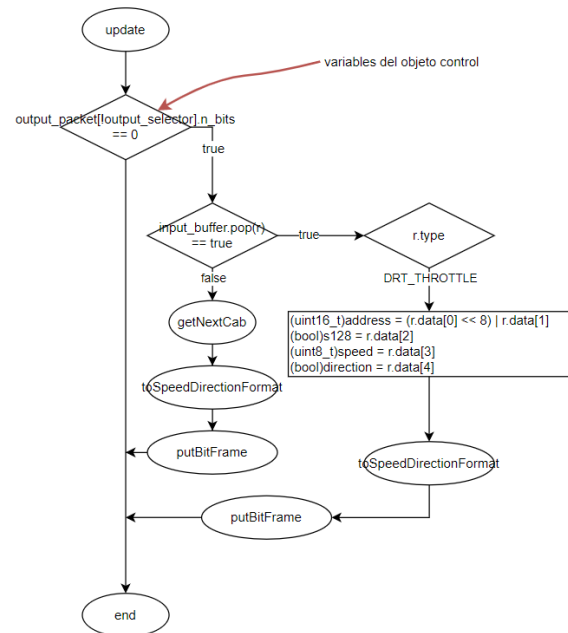 update
variables del objeto control
output_packet[!output_selector].n_bits
== 0
true
input_buffer.pop(r)
== true
true
r.type
false
DRT_THROTTLE
getNextCab
(uint16_t)address = (r.data[0] << 8) | r.data[1]
(bool)s128 = r.data[2]
(uint8_t)speed = r.data[3]
(bool)direction = r.data[4]
toSpeedDirectionFormat
putBitFrame
toSpeedDirectionFormat
putBitFrame
end